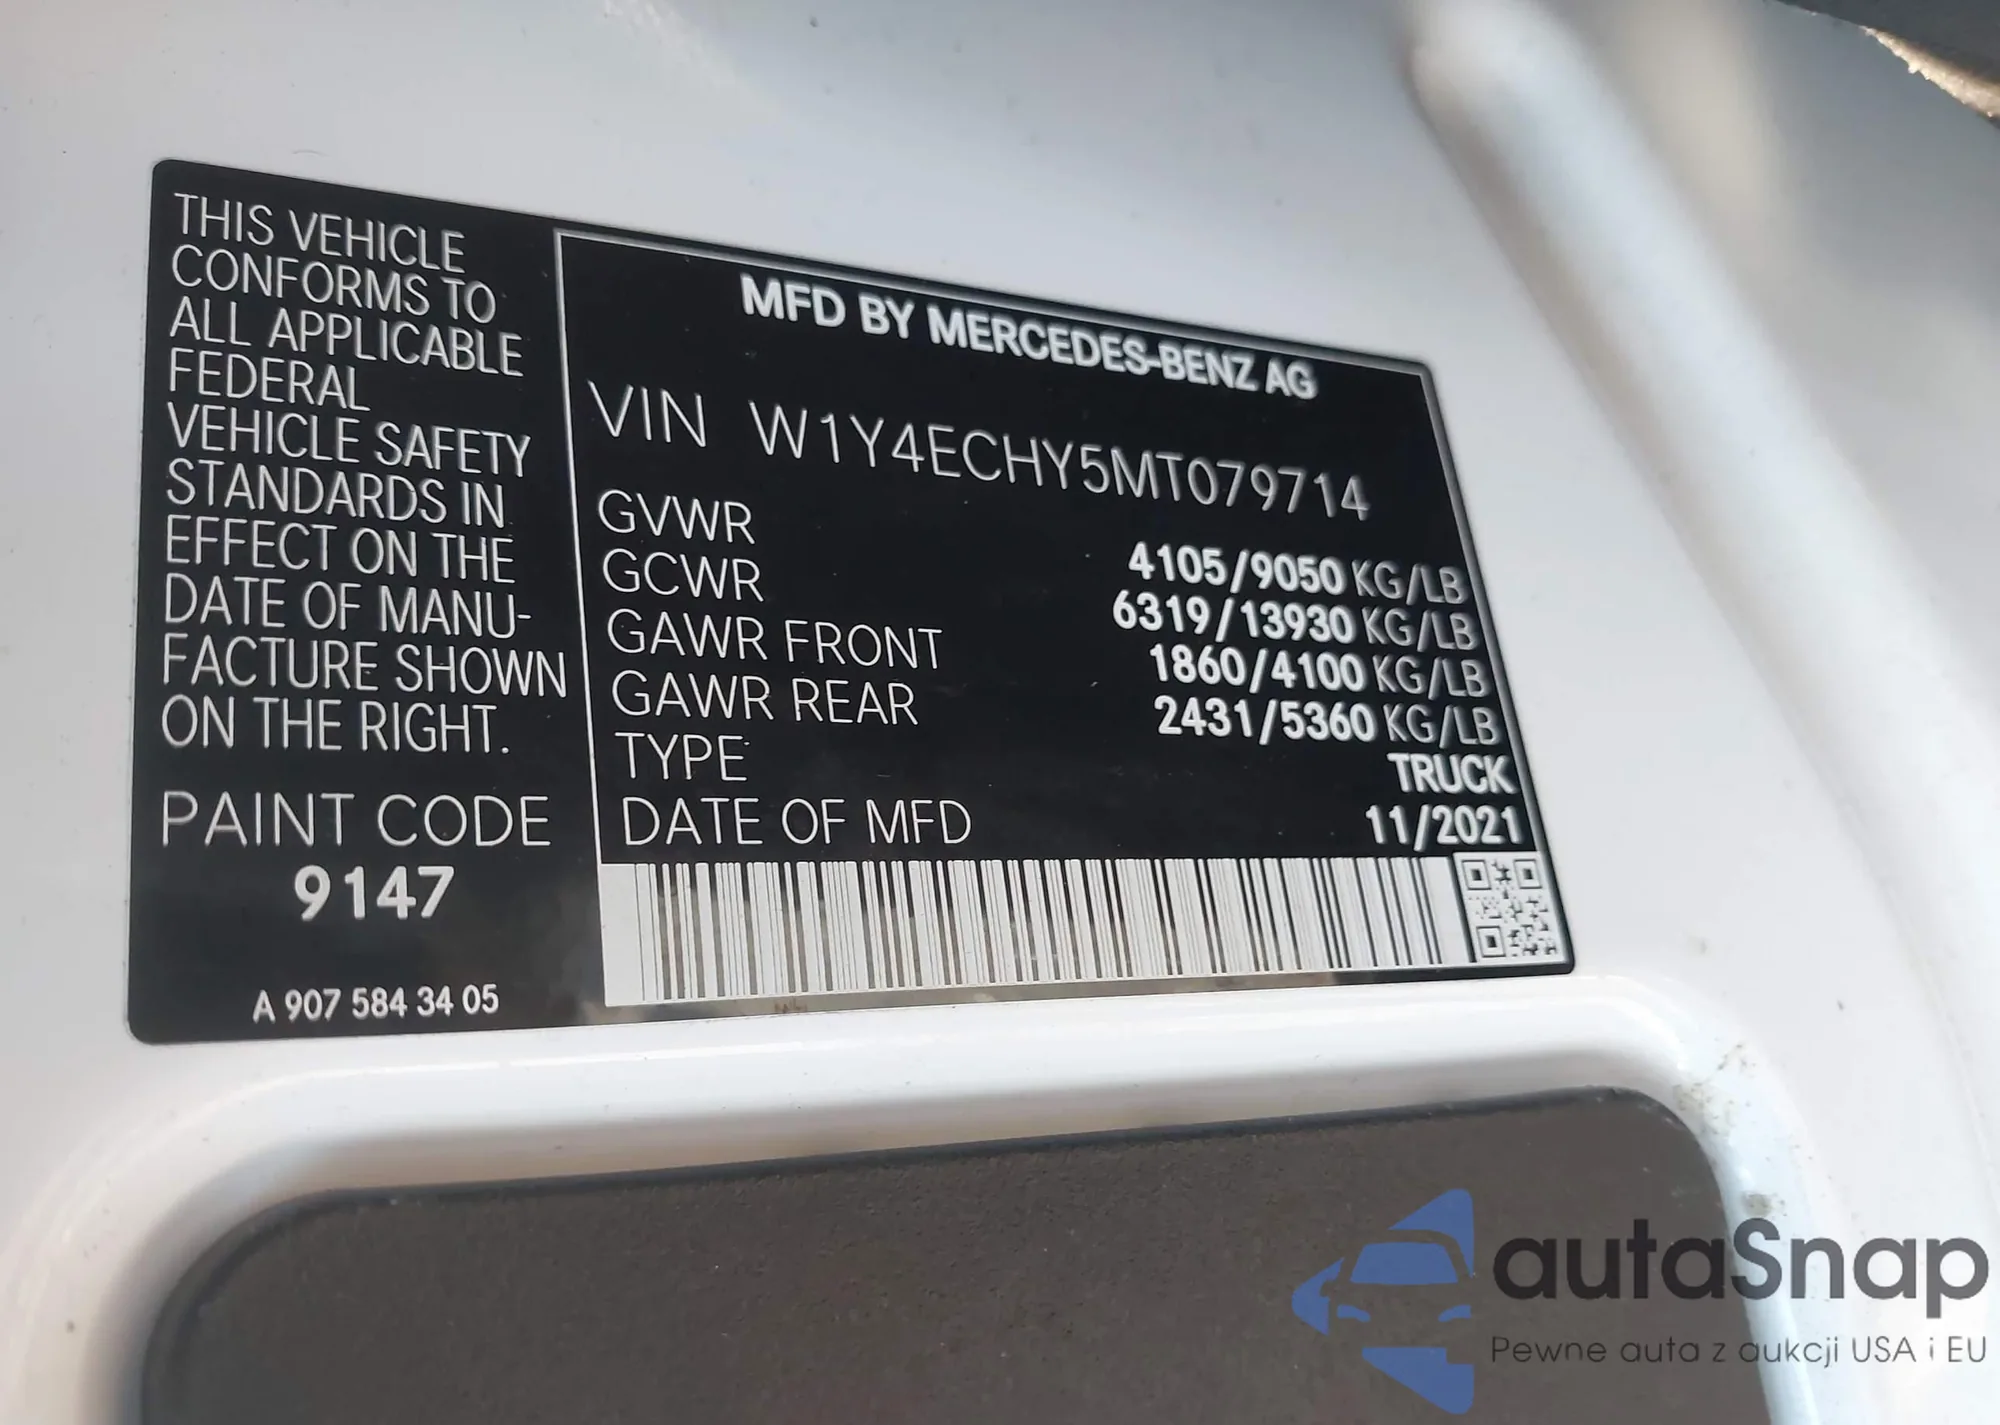 THIS VEHICLE
CONFORMS TO
ALL APPLICABLE
FEDERAL
VEHICLE SAFETY
STANDARDS IN
EFFECT ON THE
DATE OF MANU-
FACTURE SHOWN
ON THE RIGHT.
PAINT CODE
9147
A 907 584 34 05
MFD BY MERCEDES-BENZ AG
VIN W1Y4ECHY5MT079714
GVWR 4105/9050 KG/LB
GCWR 6319/13930 KG/LB
GAWR FRONT 1860/4100 KG/LB
GAWR REAR 2431/5360 KG/LB
TYPE TRUCK
DATE OF MFD 11/2021
autaSnap
Pewne auta z aukcji USA i EU